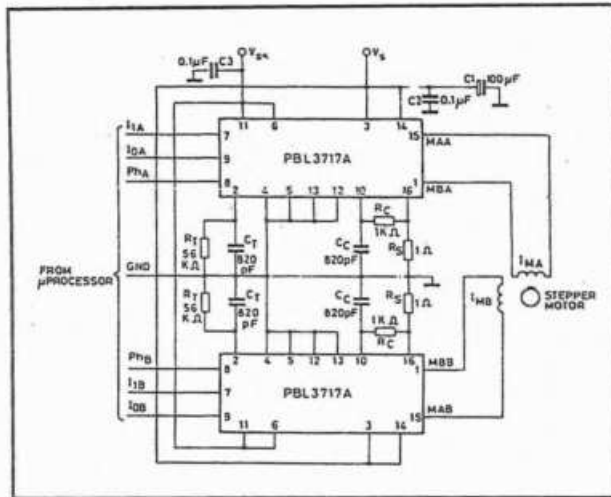 0.1µF C3
VSS
VS
C1 100µF
C2 0.1µF
11 6 3 14
I1A 7 15 MAA
I0A 9 PBL3717A
PhA 8 1 MBA
2 4 5 13 12 10 16
RC 1KΩ
RT 56 KΩ
CT 820 pF
CC 820pF
RS 1Ω
IMA
FROM µPROCESSOR
GND
STEPPER MOTOR
IMB
RT 56 KΩ
CT 820 pF
CC 820pF
RS 1Ω
1KΩ RC
2 4 5 12 13 10 16
PhB 8 1 MBB
I1B 7 PBL3717A
I0B 9 15 MAB
11 6 3 14